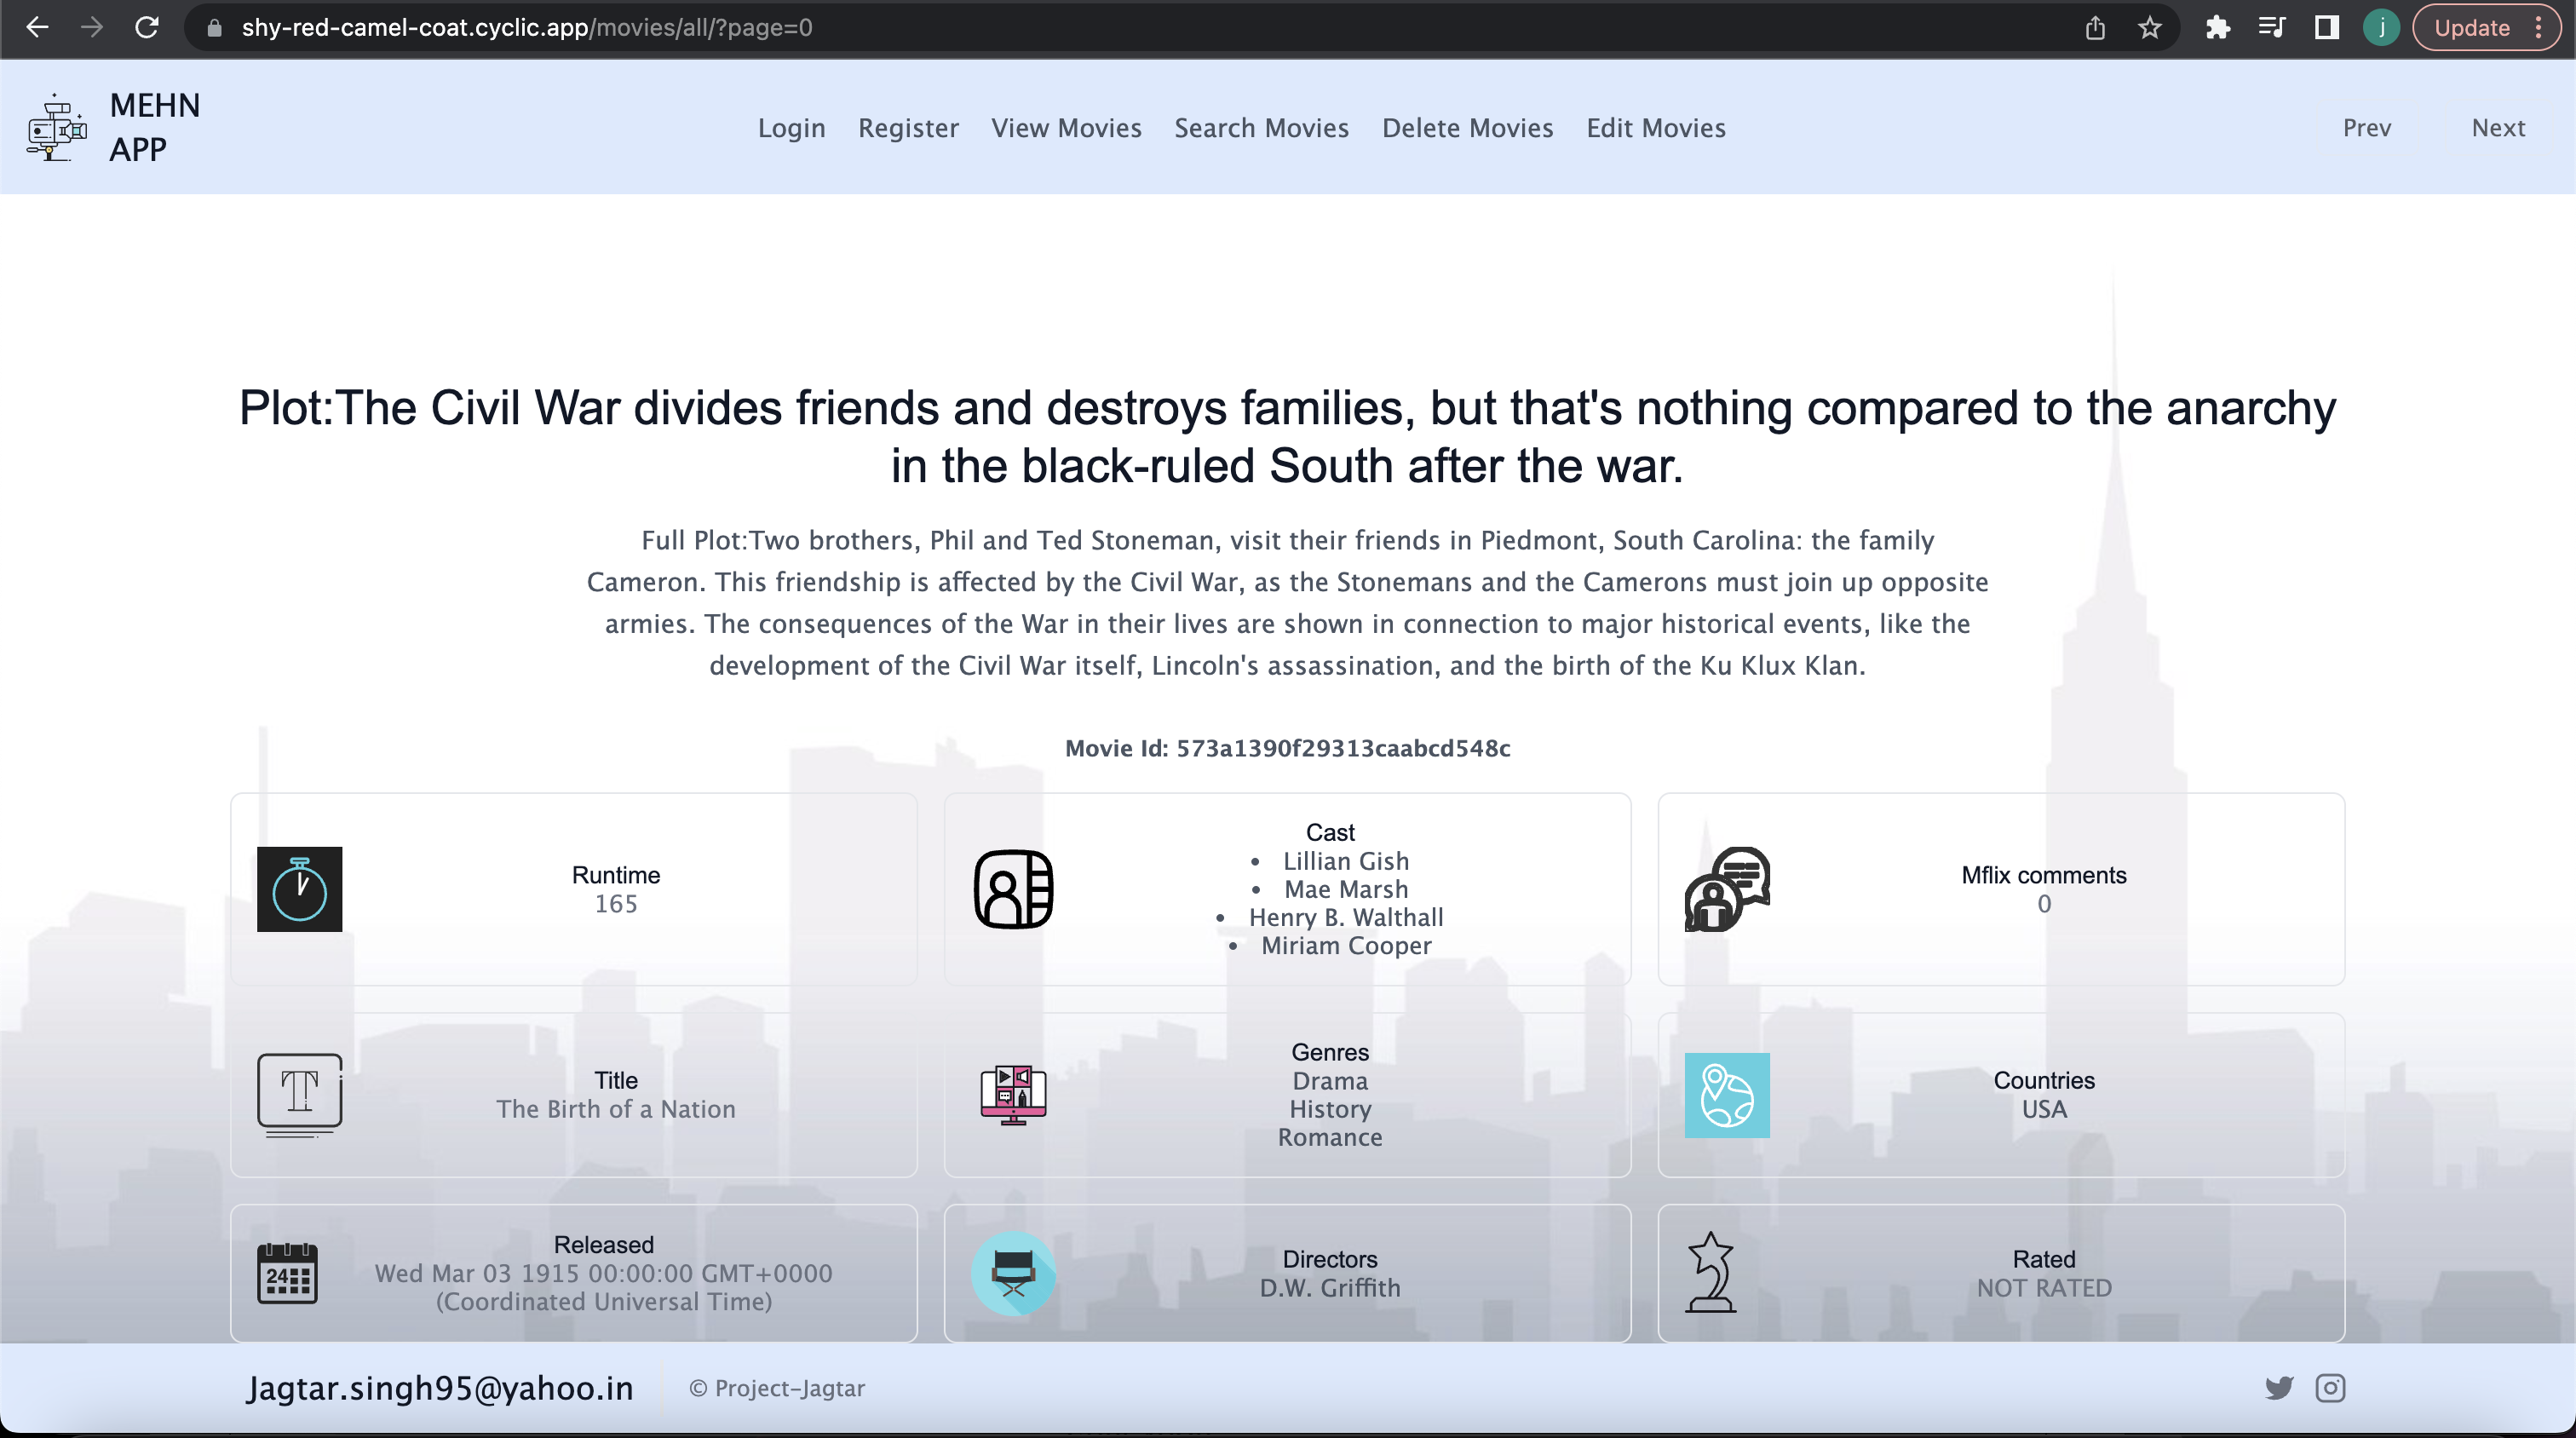 shy-red-camel-coat.cyclic.app/movies/all/?page=0
j
Update
MEHN
APP
Login Register View Movies Search Movies Delete Movies Edit Movies
Prev Next
Plot:The Civil War divides friends and destroys families, but that's nothing compared to the anarchy
in the black-ruled South after the war.
Full Plot:Two brothers, Phil and Ted Stoneman, visit their friends in Piedmont, South Carolina: the family
Cameron. This friendship is affected by the Civil War, as the Stonemans and the Camerons must join up opposite
armies. The consequences of the War in their lives are shown in connection to major historical events, like the
development of the Civil War itself, Lincoln's assassination, and the birth of the Ku Klux Klan.
Movie Id: 573a1390f29313caabcd548c
Runtime
165
Cast
• Lillian Gish
• Mae Marsh
• Henry B. Walthall
• Miriam Cooper
Mflix comments
0
T
Title
The Birth of a Nation
Genres
Drama
History
Romance
Countries
USA
24
Released
Wed Mar 03 1915 00:00:00 GMT+0000
(Coordinated Universal Time)
Directors
D.W. Griffith
Rated
NOT RATED
Jagtar.singh95@yahoo.in
© Project-Jagtar